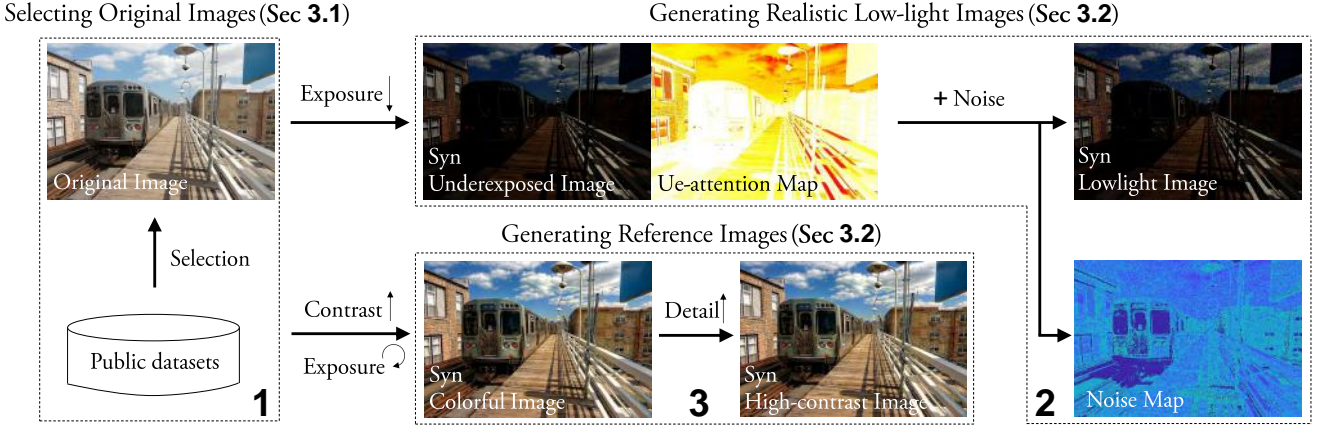 Selecting Original Images (Sec 3.1)
Generating Realistic Low-light Images (Sec 3.2)
Original Image
Exposure
Syn
Underexposed Image
Ue-attention Map
+ Noise
Syn
Lowlight Image
Selection
Public datasets
1
Generating Reference Images (Sec 3.2)
Contrast
Exposure
Syn
Colorful Image
Detail
3
Syn
High-contrast Image
2
Noise Map